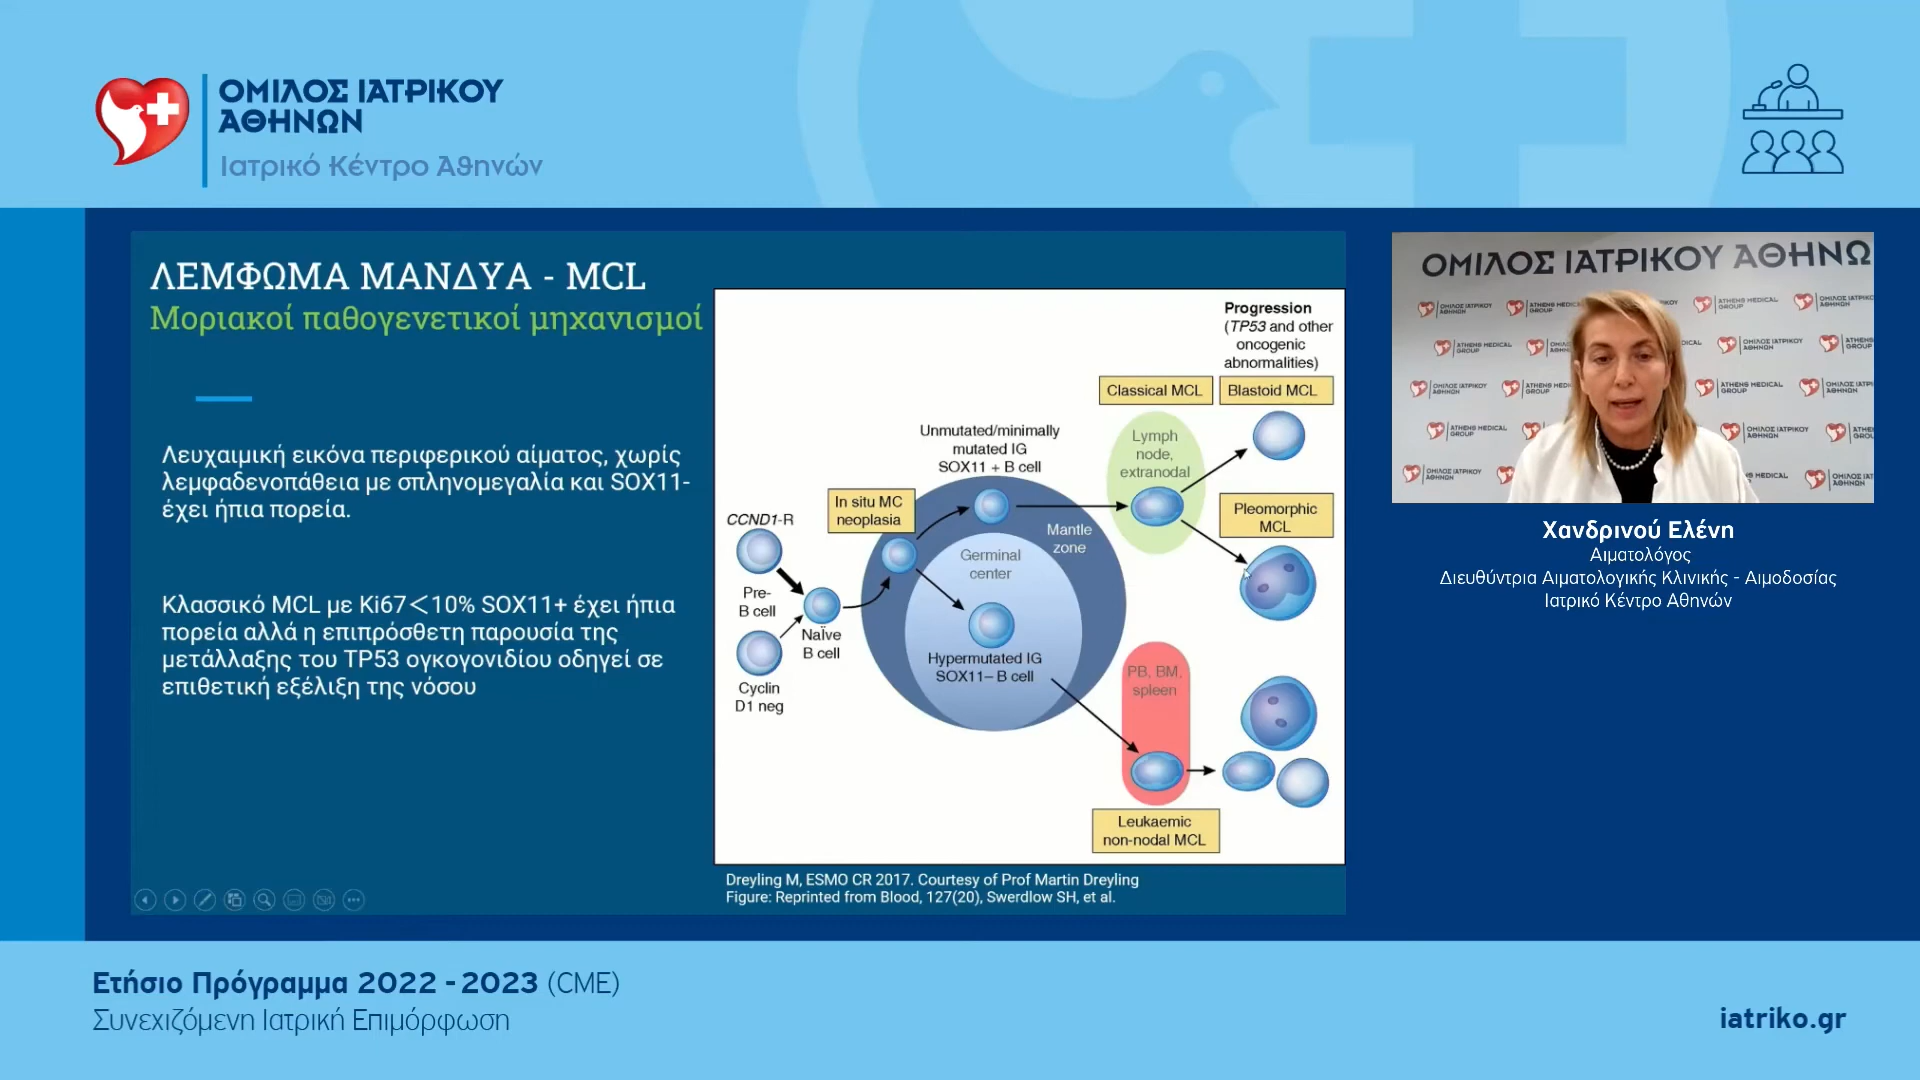 ΟΜΙΛΟΣ ΙΑΤΡΙΚΟΥ
ΑΘΗΝΩΝ
Ιατρικό Κέντρο Αθηνών
ΛΕΜΦΩΜΑ ΜΑΝΔΥΑ - MCL
Μοριακοί παθογενετικοί μηχανισμοί
Λευχαιμική εικόνα περιφερικού αίματος, χωρίς
λεμφαδενοπάθεια με σπληνομεγαλία και SOX11-
έχει ήπια πορεία.
Κλασσικό MCL με Ki67<10% SOX11+ έχει ήπια
πορεία αλλά η επιπρόσθετη παρουσία της
μετάλλαξης του TP53 ογκογονιδίου οδηγεί σε
επιθετική εξέλιξη της νόσου
Progression
(TP53 and other
oncogenic
abnormalities)
Classical MCL
Blastoid MCL
Lymph
node,
extranodal
Unmutated/minimally
mutated IG
SOX11 + B cell
In situ MC
neoplasia
Pleomorphic
MCL
CCND1-R
Mantle
zone
Germinal
center
Pre-
B cell
Naïve
B cell
Hypermutated IG
SOX11– B cell
Cyclin
D1 neg
PB, BM,
spleen
Leukaemic
non-nodal MCL
Dreyling M, ESMO CR 2017. Courtesy of Prof Martin Dreyling
Figure: Reprinted from Blood, 127(20), Swerdlow SH, et al.
ΟΜΙΛΟΣ ΙΑΤΡΙΚΟΥ ΑΘΗΝΩ
Χανδρινού Ελένη
Αιματολόγος
Διευθύντρια Αιματολογικής Κλινικής - Αιμοδοσίας
Ιατρικό Κέντρο Αθηνών
Ετήσιο Πρόγραμμα 2022 - 2023 (CME)
Συνεχιζόμενη Ιατρική Επιμόρφωση
iatriko.gr